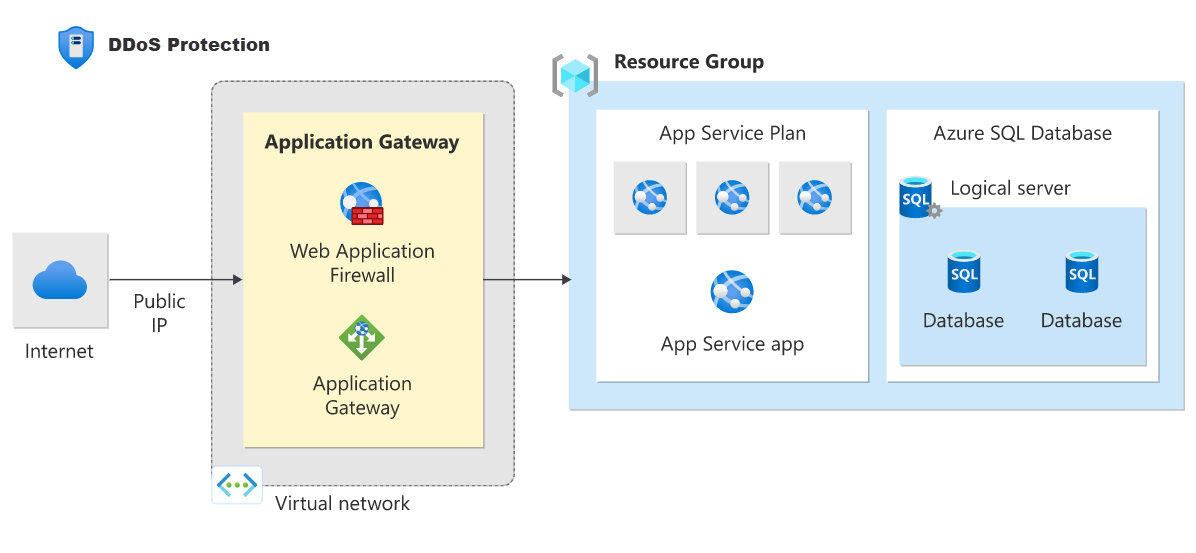 DDoS Protection
Resource Group
Application Gateway
Web Application
Firewall
Application
Gateway
Internet
Public
IP
Virtual network
App Service Plan
App Service app
Azure SQL Database
SQL
Logical server
SQL
SQL
Database
Database